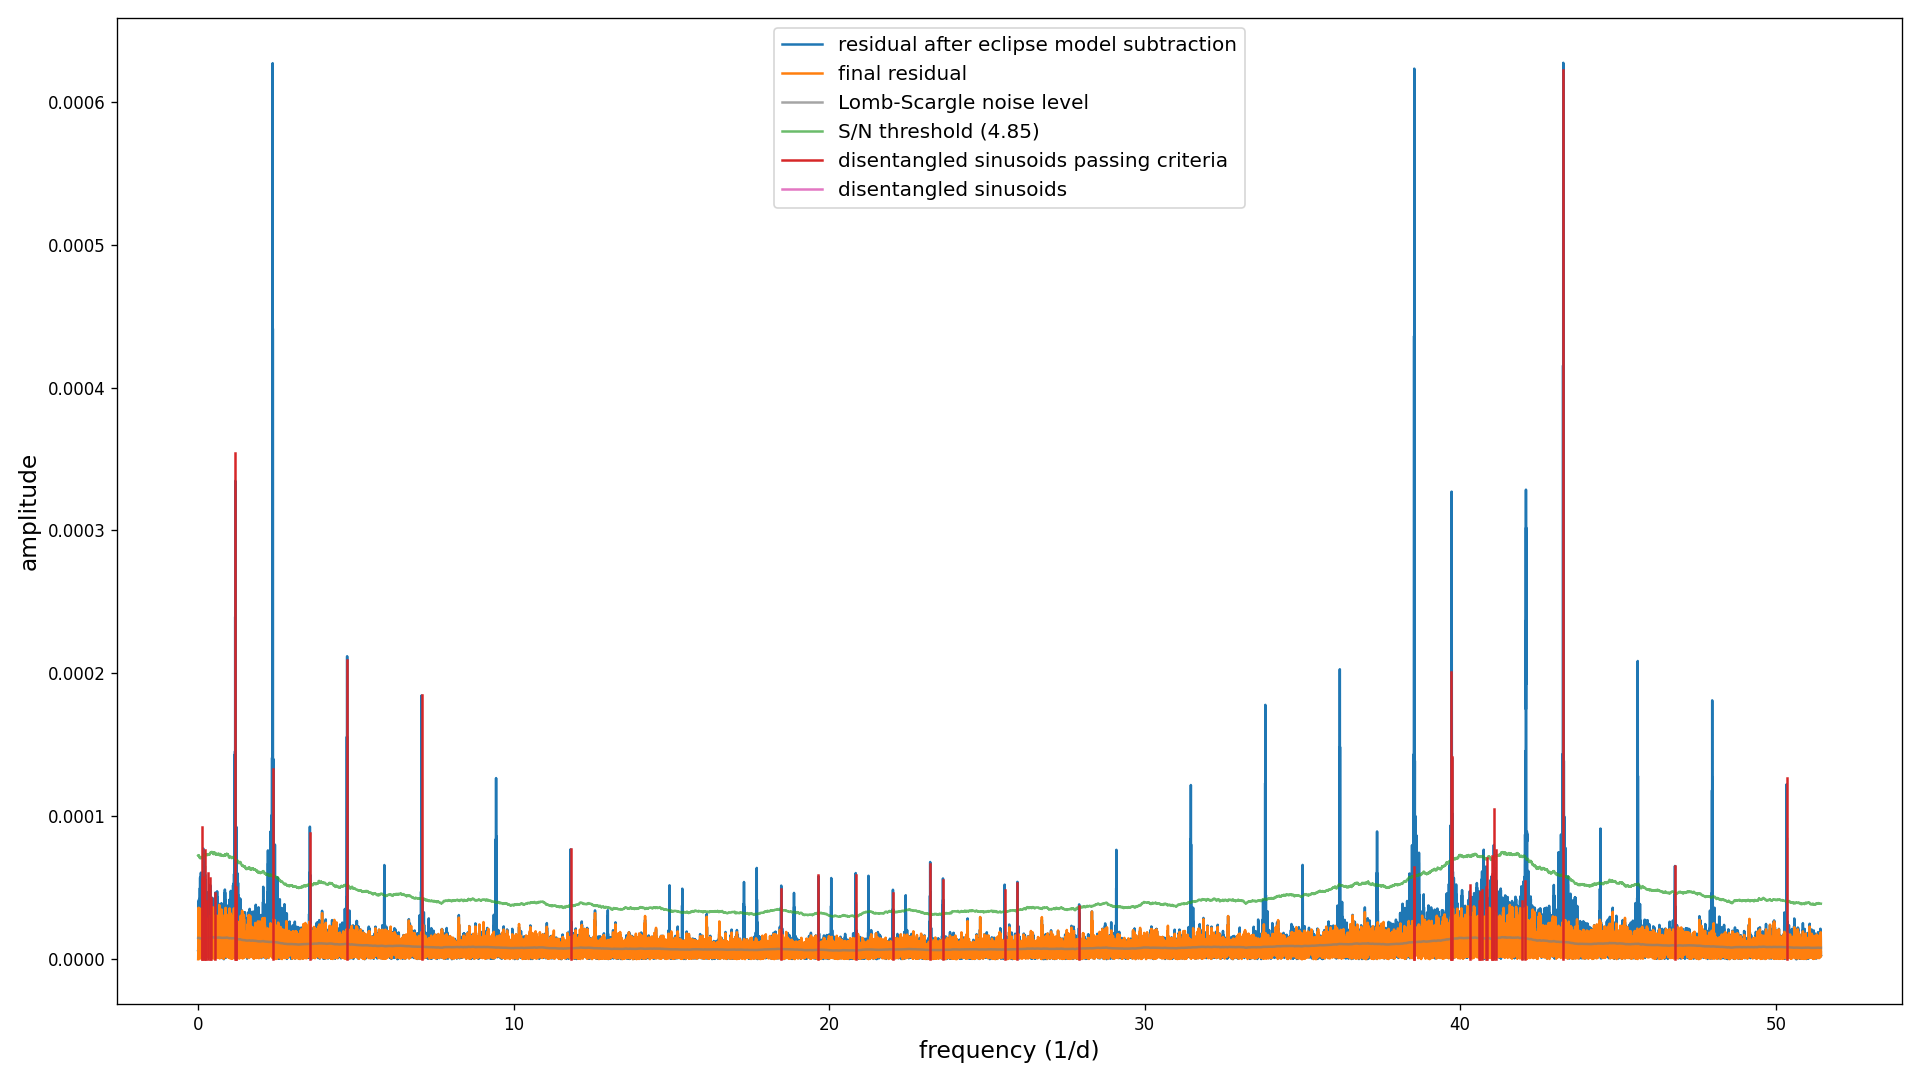 residual after eclipse model subtraction
final residual
Lomb-Scargle noise level
S/N threshold (4.85)
disentangled sinusoids passing criteria
disentangled sinusoids
0.0006
0.0005
0.0004
0.0003
0.0002
0.0001
0.0000
amplitude
0 10 20 30 40 50
frequency (1/d)